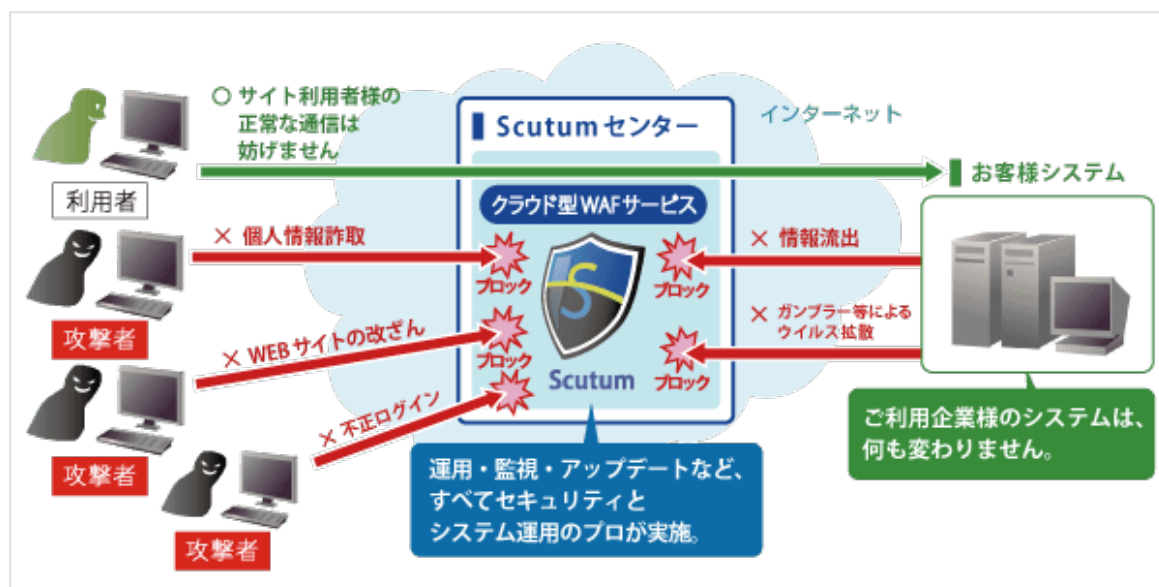 ○ サイト利用者様の
正常な通信は
妨げません
Scutumセンター
インターネット
お客様システム
利用者
クラウド型WAFサービス
× 個人情報詐取
ブロック
ブロック
× 情報流出
攻撃者
× WEBサイトの改ざん
ブロック
ブロック
× ガンブラー等による
ウイルス拡散
Scutum
攻撃者
× 不正ログイン
攻撃者
運用・監視・アップデートなど、
すべてセキュリティと
システム運用のプロが実施。
ご利用企業様のシステムは、
何も変わりません。